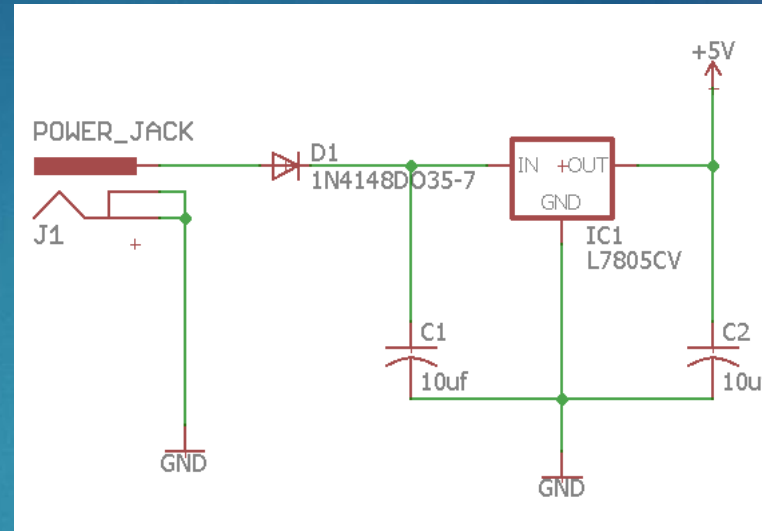 +5V
POWER_JACK
D1
1N4148DO35-7
IN +OUT
GND
J1
IC1
L7805CV
C1
10uf
C2
10u
GND
GND